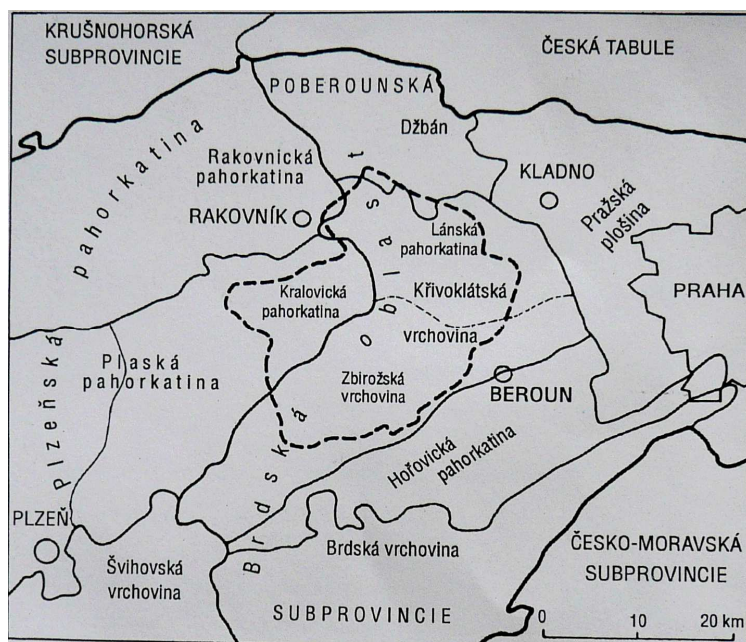 KRUŠNOHORSKÁ
SUBPROVINCIE
ČESKÁ TABULE
POBEROUNSKÁ
Džbán
pahorkatina
Rakovnická
pahorkatina
KLADNO
Pražská
plošina
RAKOVNÍK
Lánská
pahorkatina
Kralovická
pahorkatina
Křivoklátská
vrchovina
PRAHA
Plaská
pahorkatina
Plzeňská
Zbirožská
vrchovina
BEROUN
Brdská oblast
Hořovická
pahorkatina
PLZEŇ
Švihovská
vrchovina
Brdská vrchovina
ČESKO-MORAVSKÁ
SUBPROVINCIE
SUBPROVINCIE
0 10 20 km